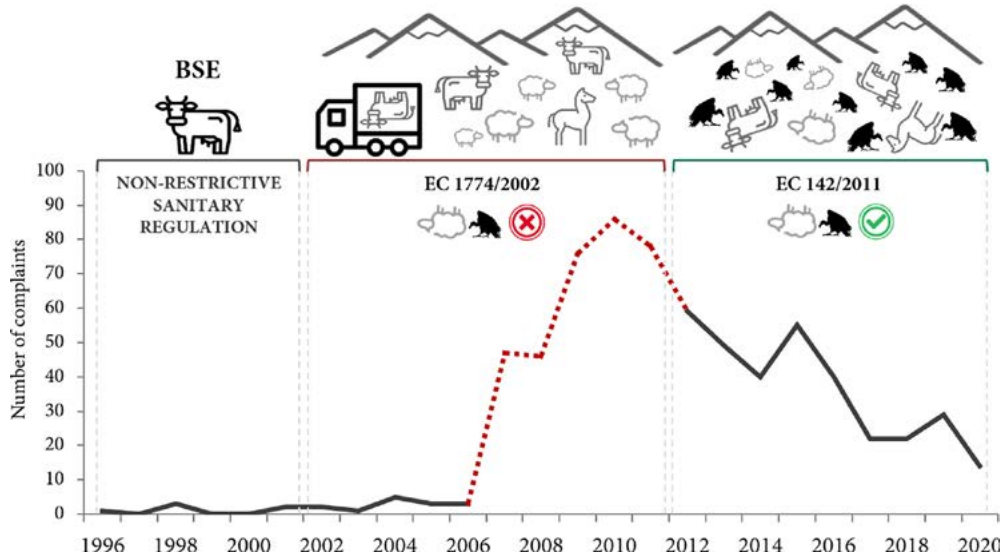 BSE
NON-RESTRICTIVE
SANITARY
REGULATION
EC 1774/2002
EC 142/2011
Number of complaints
100
90
80
70
60
50
40
30
20
10
0
1996 1998 2000 2002 2004 2006 2008 2010 2012 2014 2016 2018 2020